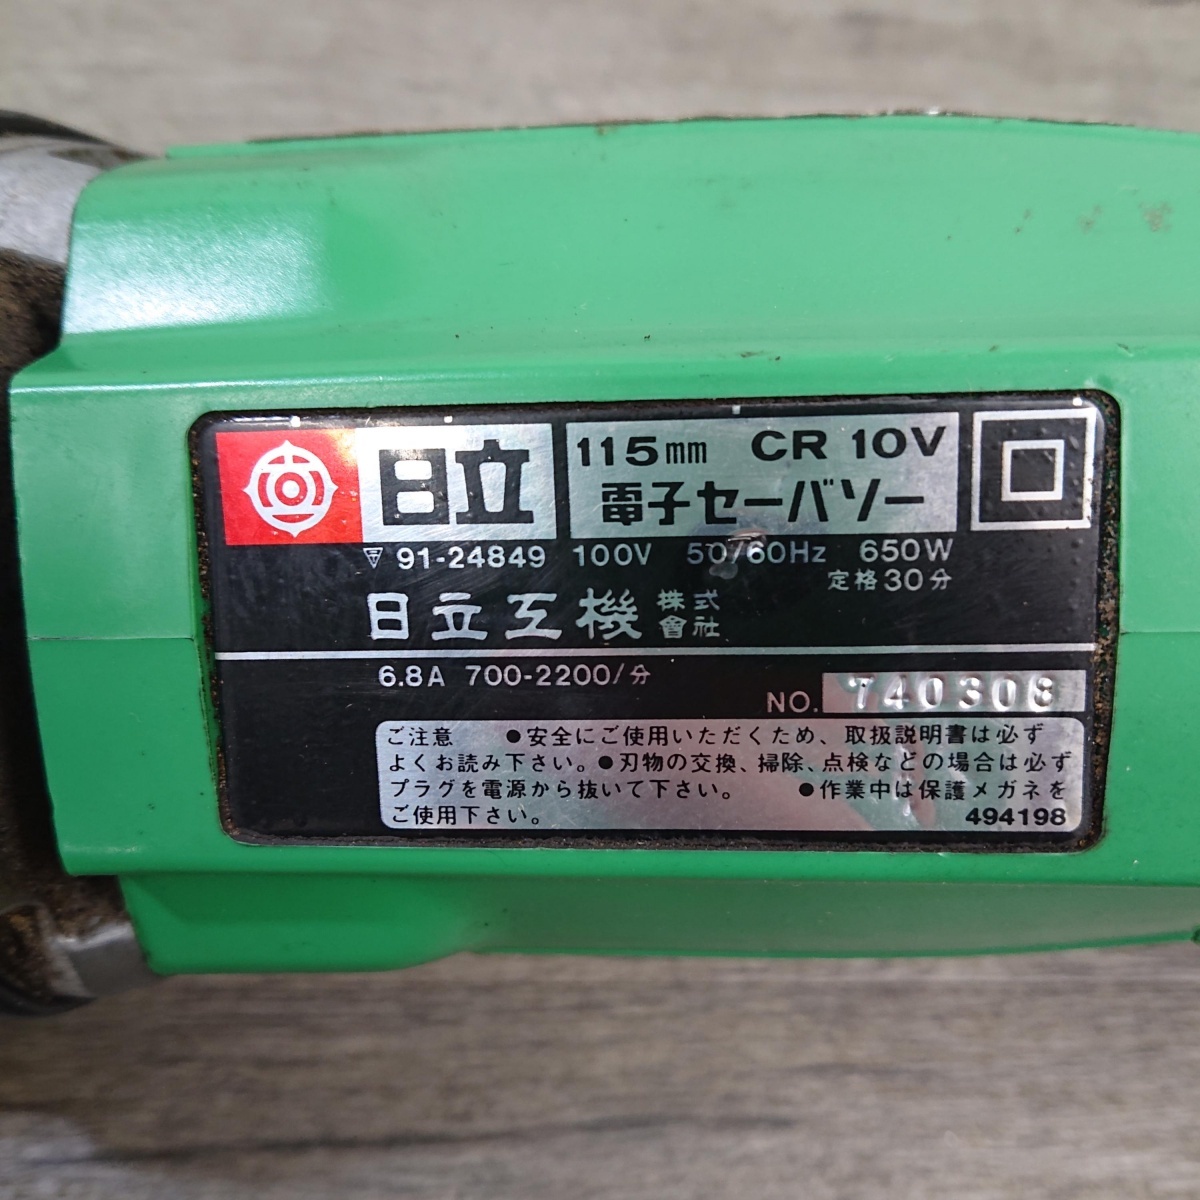 日立
115mm CR 10V
電子セーバソー
〒 91-24849 100V 50/60Hz 650W
定格30分
日立工機 株式會社
6.8A 700-2200/分
NO. 740308
ご注意 ●安全にご使用いただくため、取扱説明書は必ず
よくお読み下さい。●刃物の交換、掃除、点検などの場合は必ず
プラグを電源から抜いて下さい。 ●作業中は保護メガネを
ご使用下さい。 494198